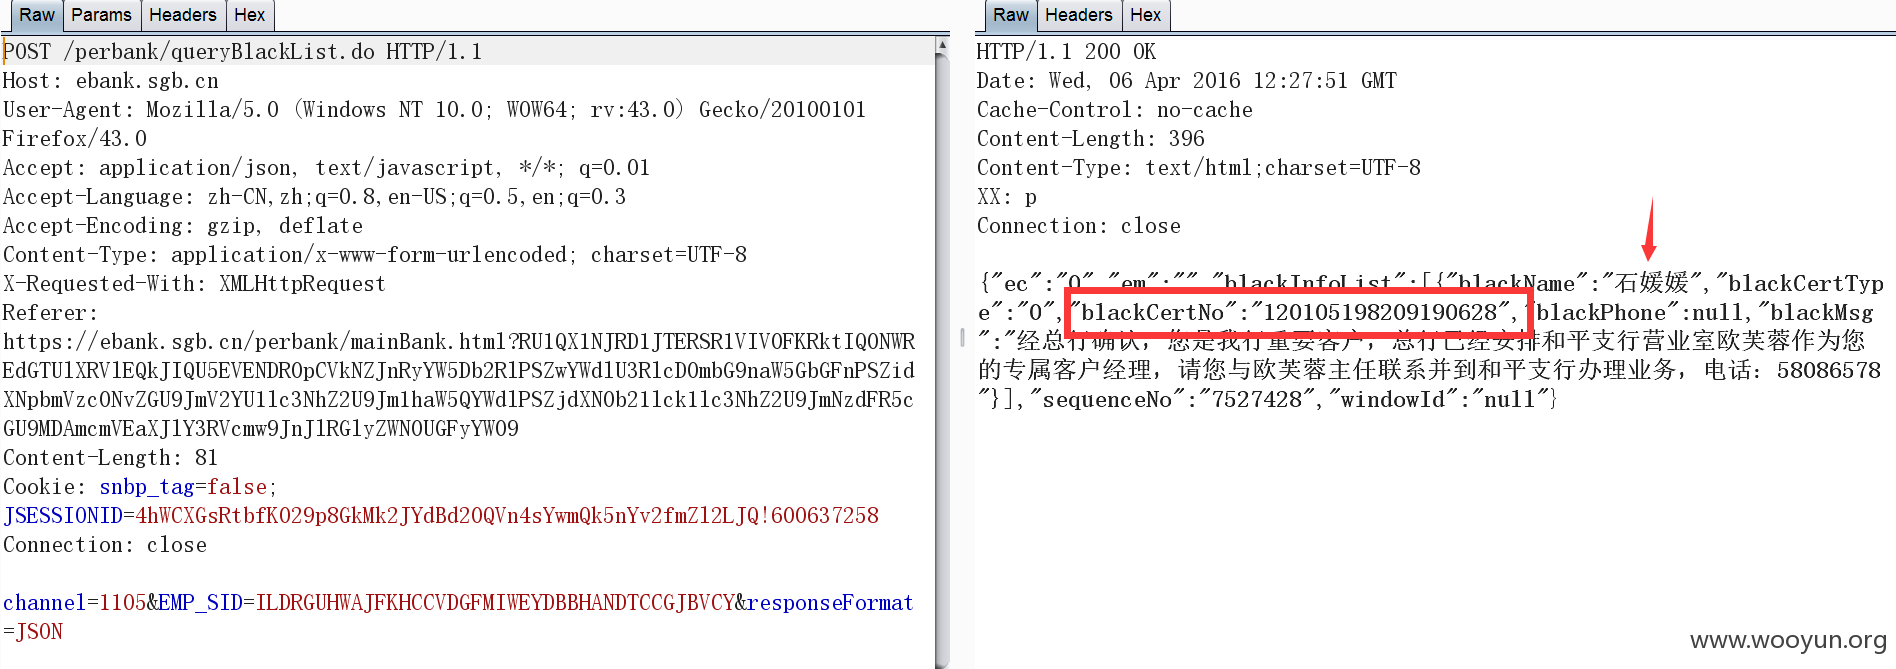 Raw Params Headers Hex
POST /perbank/queryBlackList.do HTTP/1.1
Host: ebank.sgb.cn
User-Agent: Mozilla/5.0 (Windows NT 10.0; WOW64; rv:43.0) Gecko/20100101
Firefox/43.0
Accept: application/json, text/javascript, */*; q=0.01
Accept-Language: zh-CN,zh;q=0.8,en-US;q=0.5,en;q=0.3
Accept-Encoding: gzip, deflate
Content-Type: application/x-www-form-urlencoded; charset=UTF-8
X-Requested-With: XMLHttpRequest
Referer:
https://ebank.sgb.cn/perbank/mainBank.html?RU1QX1NJRD1JTERSR1VIV0FKRktIQ0NWR
EdGTUlXRVlEQkJIQU5EVENDR0pCVkNZJnRyYW5Db2RlPSZwYWdlU3RlcD0mbG9naW5GbGFnPSZid
XNpbmVzc0NvZGU9JmV2YU1lc3NhZ2U9Jm1haW5QYWdlPSZjdXN0b21lck1lc3NhZ2U9JmNzdFR5c
GU9MDAmcmVEaXJlY3RVcmw9JnJlRGlyZWN0UGFyYW09
Content-Length: 81
Cookie: snbp_tag=false;
JSESSIONID=4hWCXGsRtbfKO29p8GkMk2JYdBd2OQVn4sYwmQk5nYv2fmZl2LJQ!600637258
Connection: close
channel=1105&EMP_SID=ILDRGUHWAJFKHCCVDGFMIWEYDBBHANDTCCGJBVCY&responseFormat
=JSON
Raw Headers Hex
HTTP/1.1 200 OK
Date: Wed, 06 Apr 2016 12:27:51 GMT
Cache-Control: no-cache
Content-Length: 396
Content-Type: text/html;charset=UTF-8
XX: p
Connection: close
{"ec":"0","em":"","blackInfoList":[{"blackName":"石媛媛","blackCertTyp
e":"0","blackCertNo":"120105198209190628","blackPhone":null,"blackMsg
":"经总行确认，您是我行重要客户，总行已经安排和平支行营业室欧芙蓉作为您
的专属客户经理，请您与欧芙蓉主任联系并到和平支行办理业务，电话：58086578
"}],"sequenceNo":"7527428","windowId":"null"}
www.wooyun.org